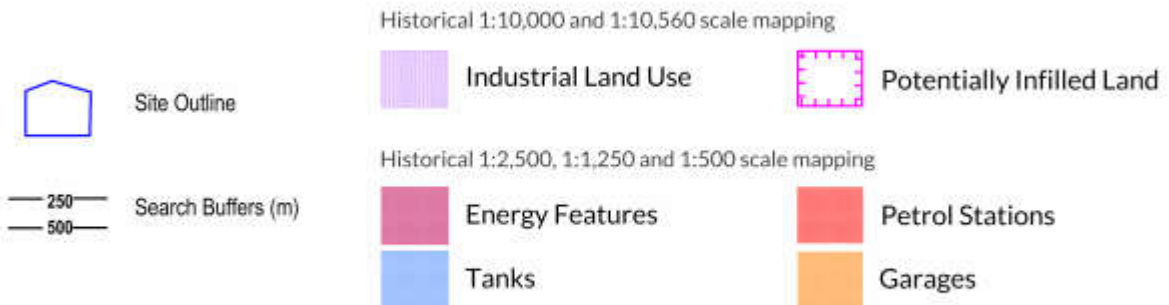 Historical 1:10,000 and 1:10,560 scale mapping
Site Outline
Industrial Land Use
Potentially Infilled Land
Historical 1:2,500, 1:1,250 and 1:500 scale mapping
250
500
Search Buffers (m)
Energy Features
Petrol Stations
Tanks
Garages